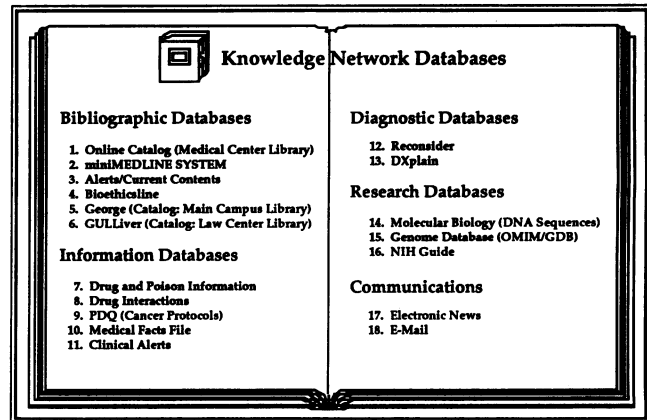 Knowledge Network Databases
Bibliographic Databases
1. Online Catalog (Medical Center Library)
2. miniMEDLINE SYSTEM
3. Alerts/Current Contents
4. Bioethicsline
5. George (Catalog: Main Campus Library)
6. GULLiver (Catalog: Law Center Library)
Information Databases
7. Drug and Poison Information
8. Drug Interactions
9. PDQ (Cancer Protocols)
10. Medical Facts File
11. Clinical Alerts
Diagnostic Databases
12. Reconsider
13. DXplain
Research Databases
14. Molecular Biology (DNA Sequences)
15. Genome Database (OMIM/GDB)
16. NIH Guide
Communications
17. Electronic News
18. E-Mail